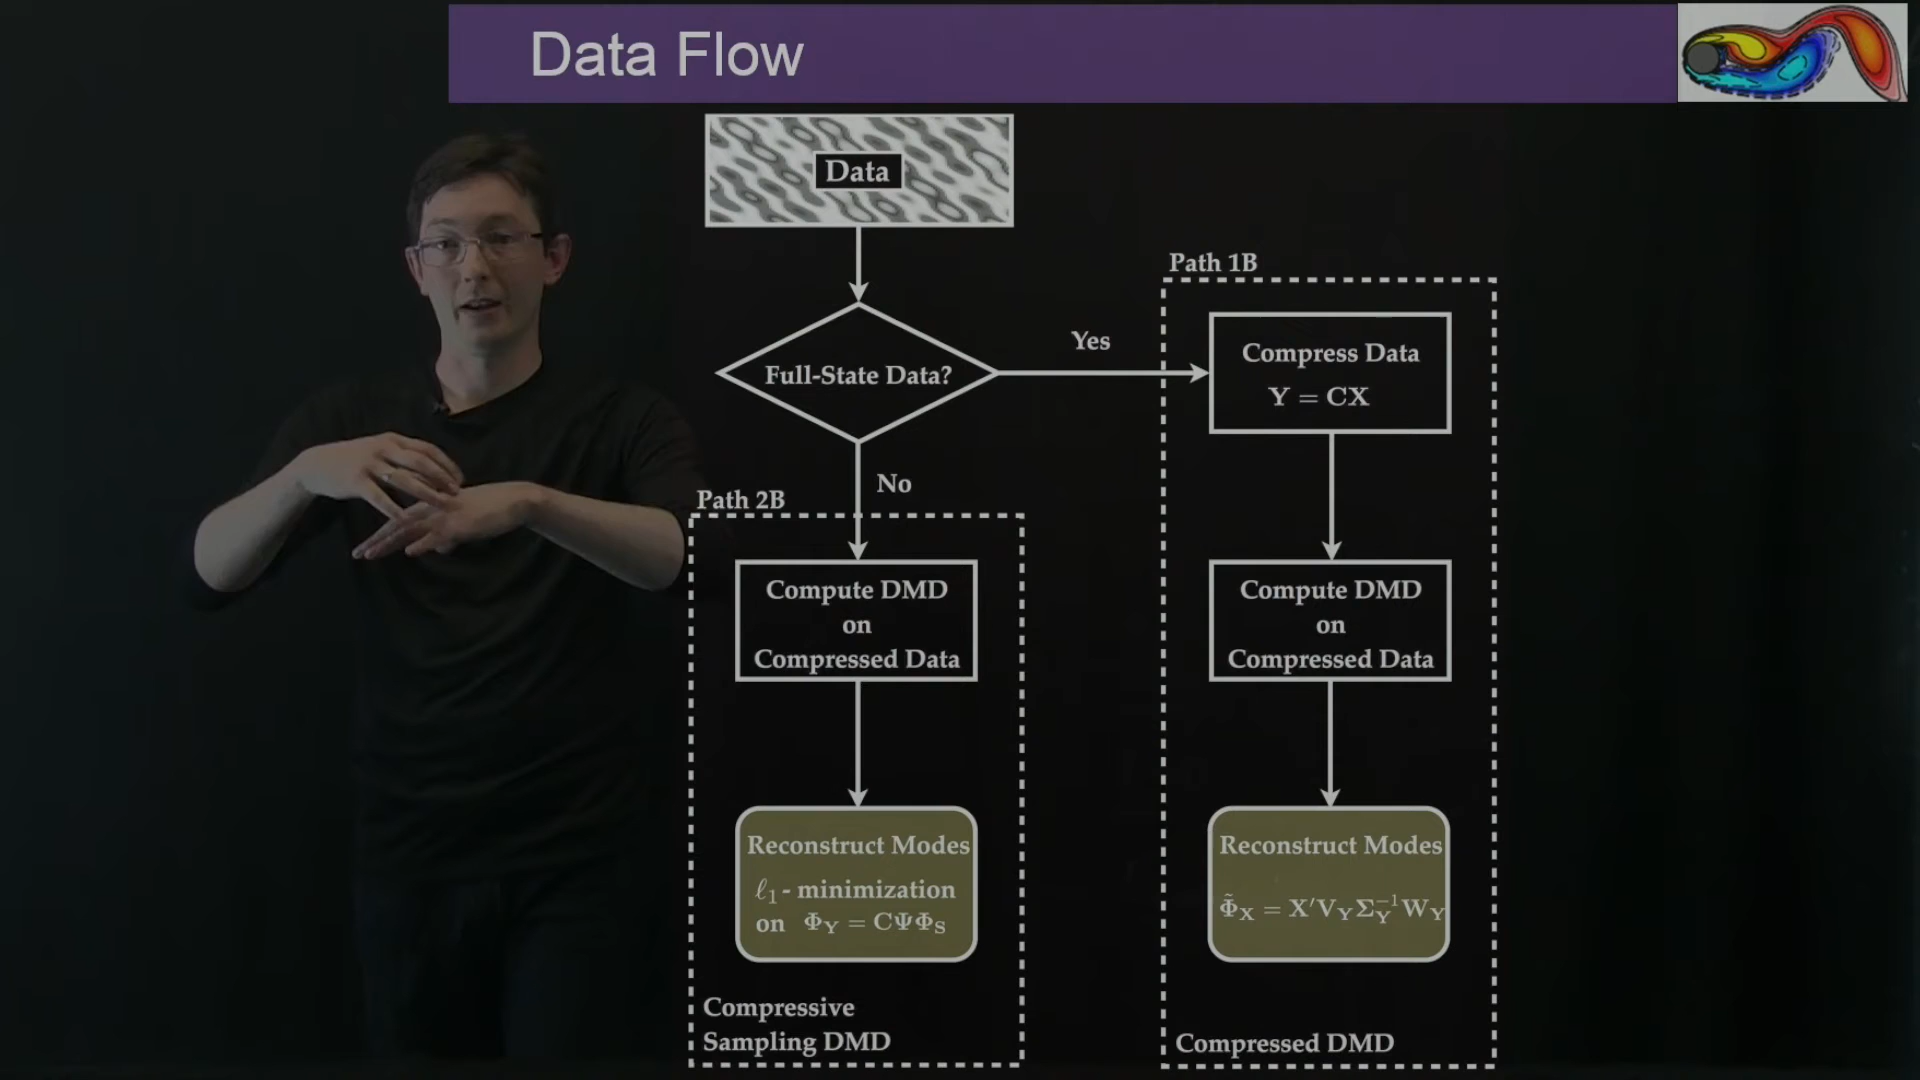 Data Flow
Data
Full-State Data?
Yes
No
Path 1B
Compress Data
Y = CX
Compute DMD
on
Compressed Data
Reconstruct Modes
Φ̃_X = X′V_YΣ_Y⁻¹W_Y
Compressed DMD
Path 2B
Compute DMD
on
Compressed Data
Reconstruct Modes
ℓ₁- minimization
on Φ_Y = CΨΦ_S
Compressive
Sampling DMD